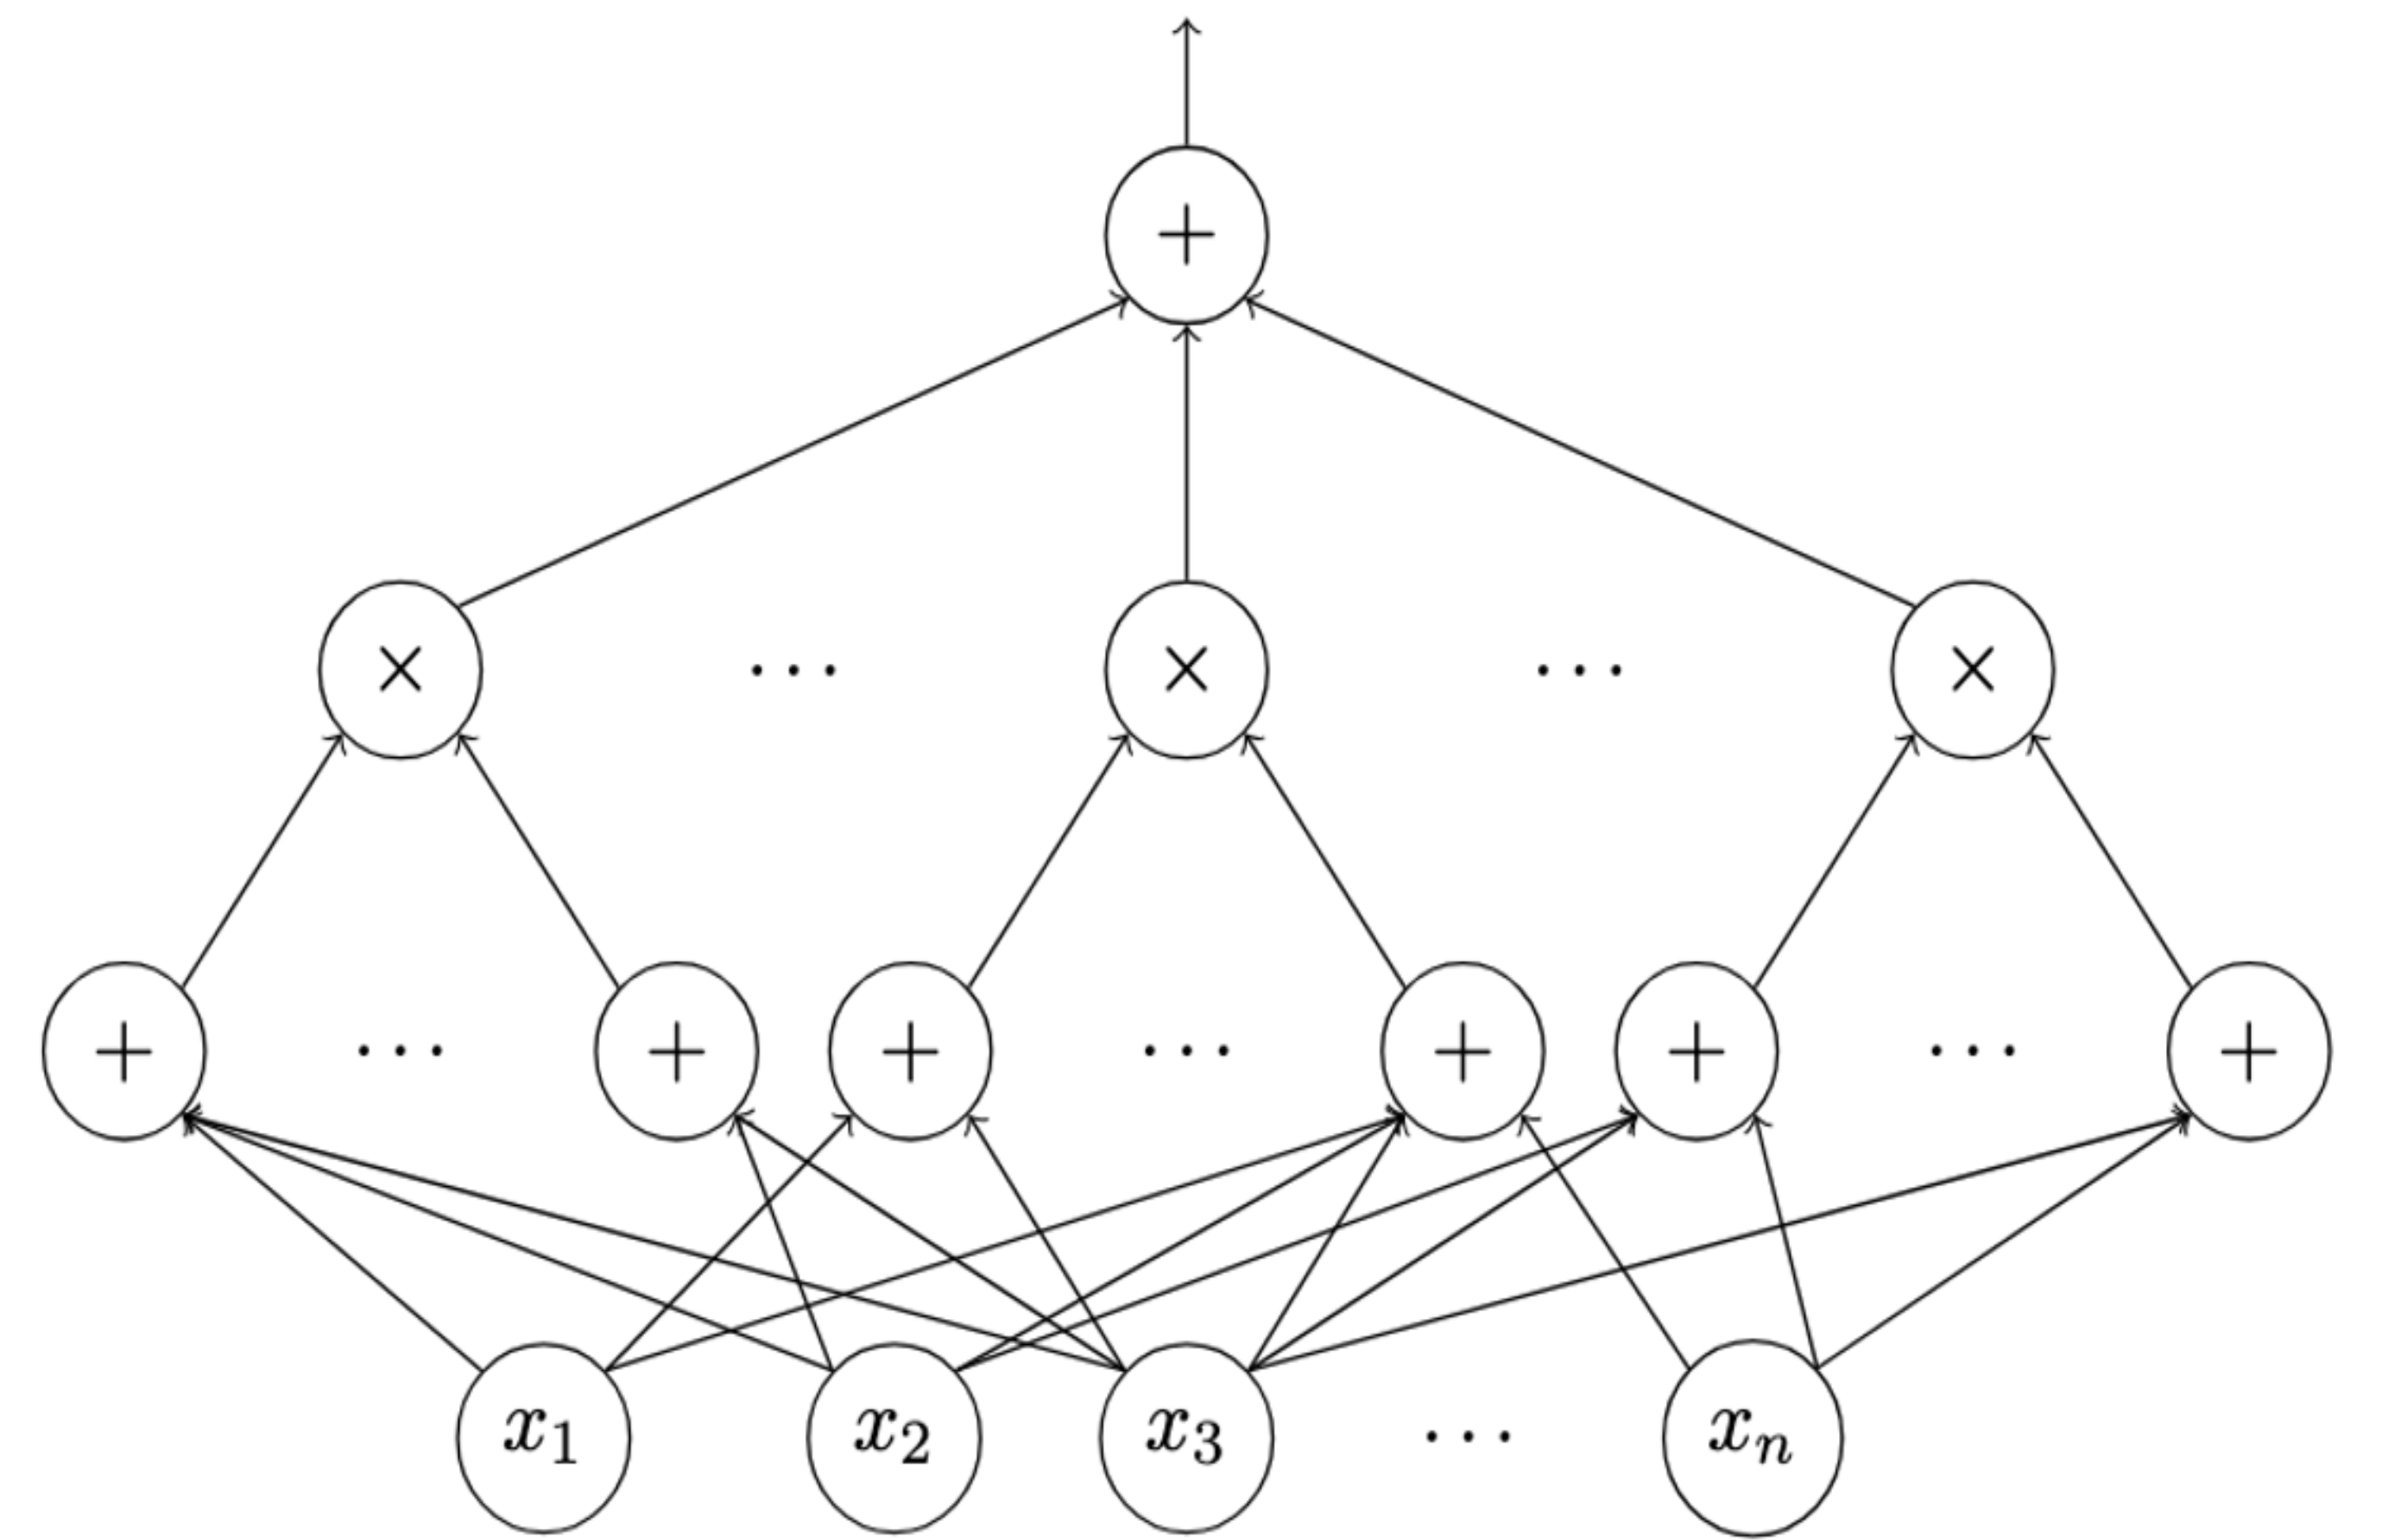 +
× ⋯ × ⋯ ×
+ ⋯ + + ⋯ + + ⋯ +
x₁ x₂ x₃ ⋯ xₙ